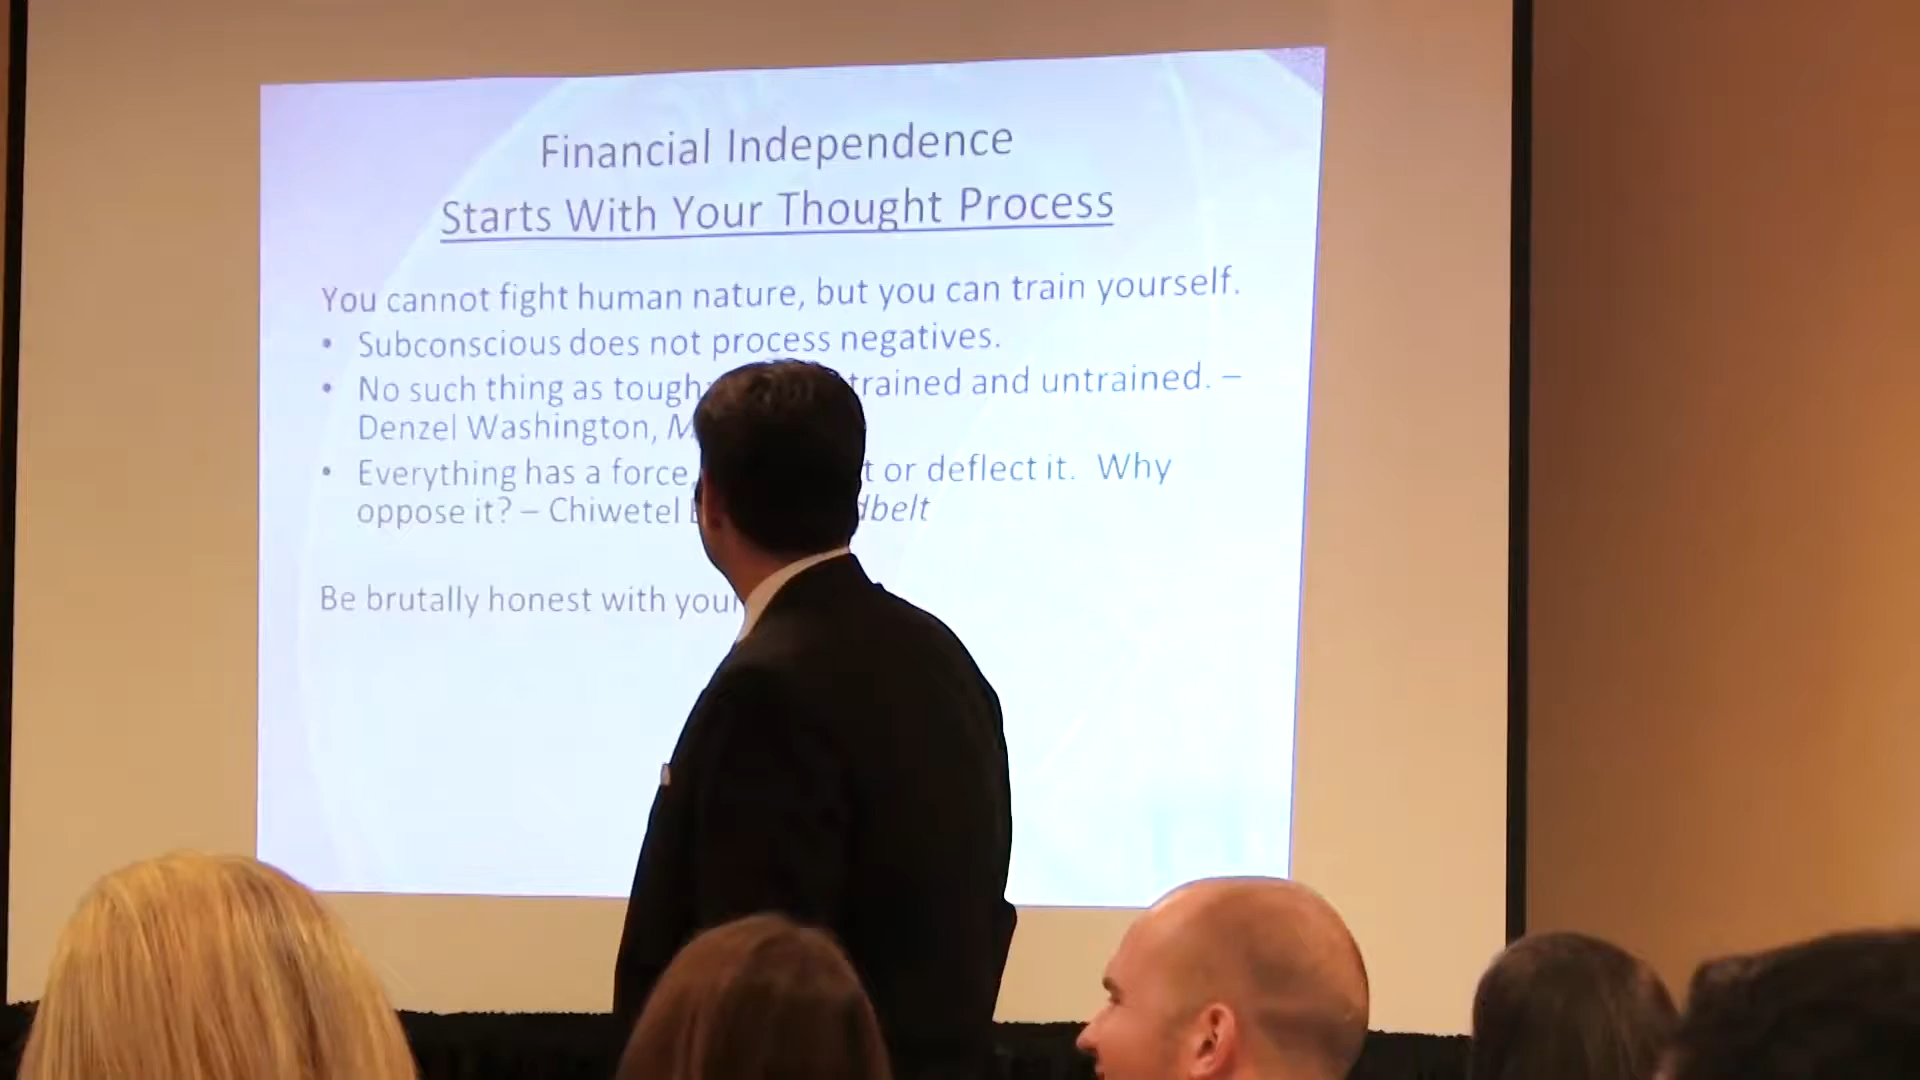 Financial Independence
Starts With Your Thought Process
You cannot fight human nature, but you can train yourself.
• Subconscious does not process negatives.
• No such thing as tough trained and untrained. –
Denzel Washington,
• Everything has a force, or deflect it. Why
oppose it? – Chiwetel
Be brutally honest with